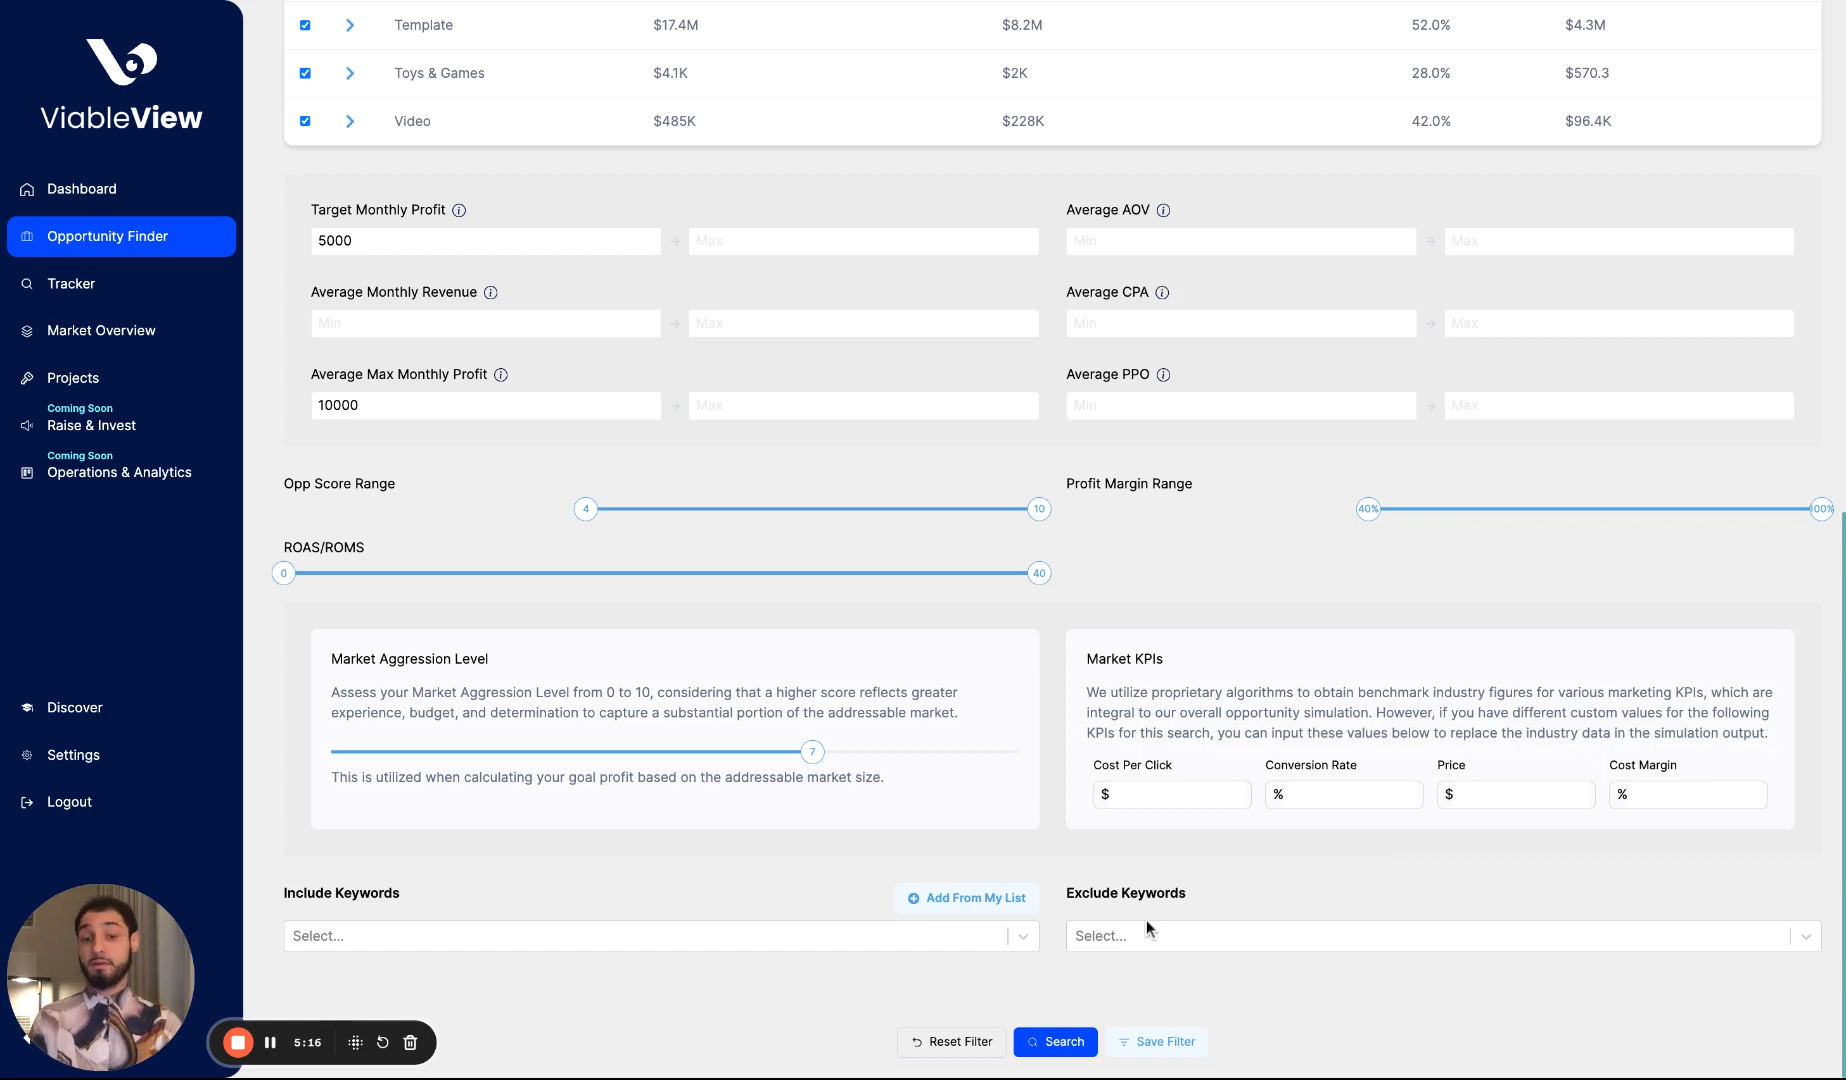 ViableView
Dashboard
Opportunity Finder
Tracker
Market Overview
Projects
Coming Soon
Raise & Invest
Coming Soon
Operations & Analytics
Discover
Settings
Logout
5:16
Template $17.4M $8.2M 52.0% $4.3M
Toys & Games $4.1K $2K 28.0% $570.3
Video $485K $228K 42.0% $96.4K
Target Monthly Profit
5000 → Max
Average AOV
Min → Max
Average Monthly Revenue
Min → Max
Average CPA
Min → Max
Average Max Monthly Profit
10000 → Max
Average PPO
Min → Max
Opp Score Range
4 10
Profit Margin Range
40% 100%
ROAS/ROMS
0 40
Market Aggression Level
Assess your Market Aggression Level from 0 to 10, considering that a higher score reflects greater
experience, budget, and determination to capture a substantial portion of the addressable market.
7
This is utilized when calculating your goal profit based on the addressable market size.
Market KPIs
We utilize proprietary algorithms to obtain benchmark industry figures for various marketing KPIs, which are
integral to our overall opportunity simulation. However, if you have different custom values for the following
KPIs for this search, you can input these values below to replace the industry data in the simulation output.
Cost Per Click Conversion Rate Price Cost Margin
$ % $ %
Include Keywords
Add From My List
Select...
Exclude Keywords
Select...
Reset Filter Search Save Filter